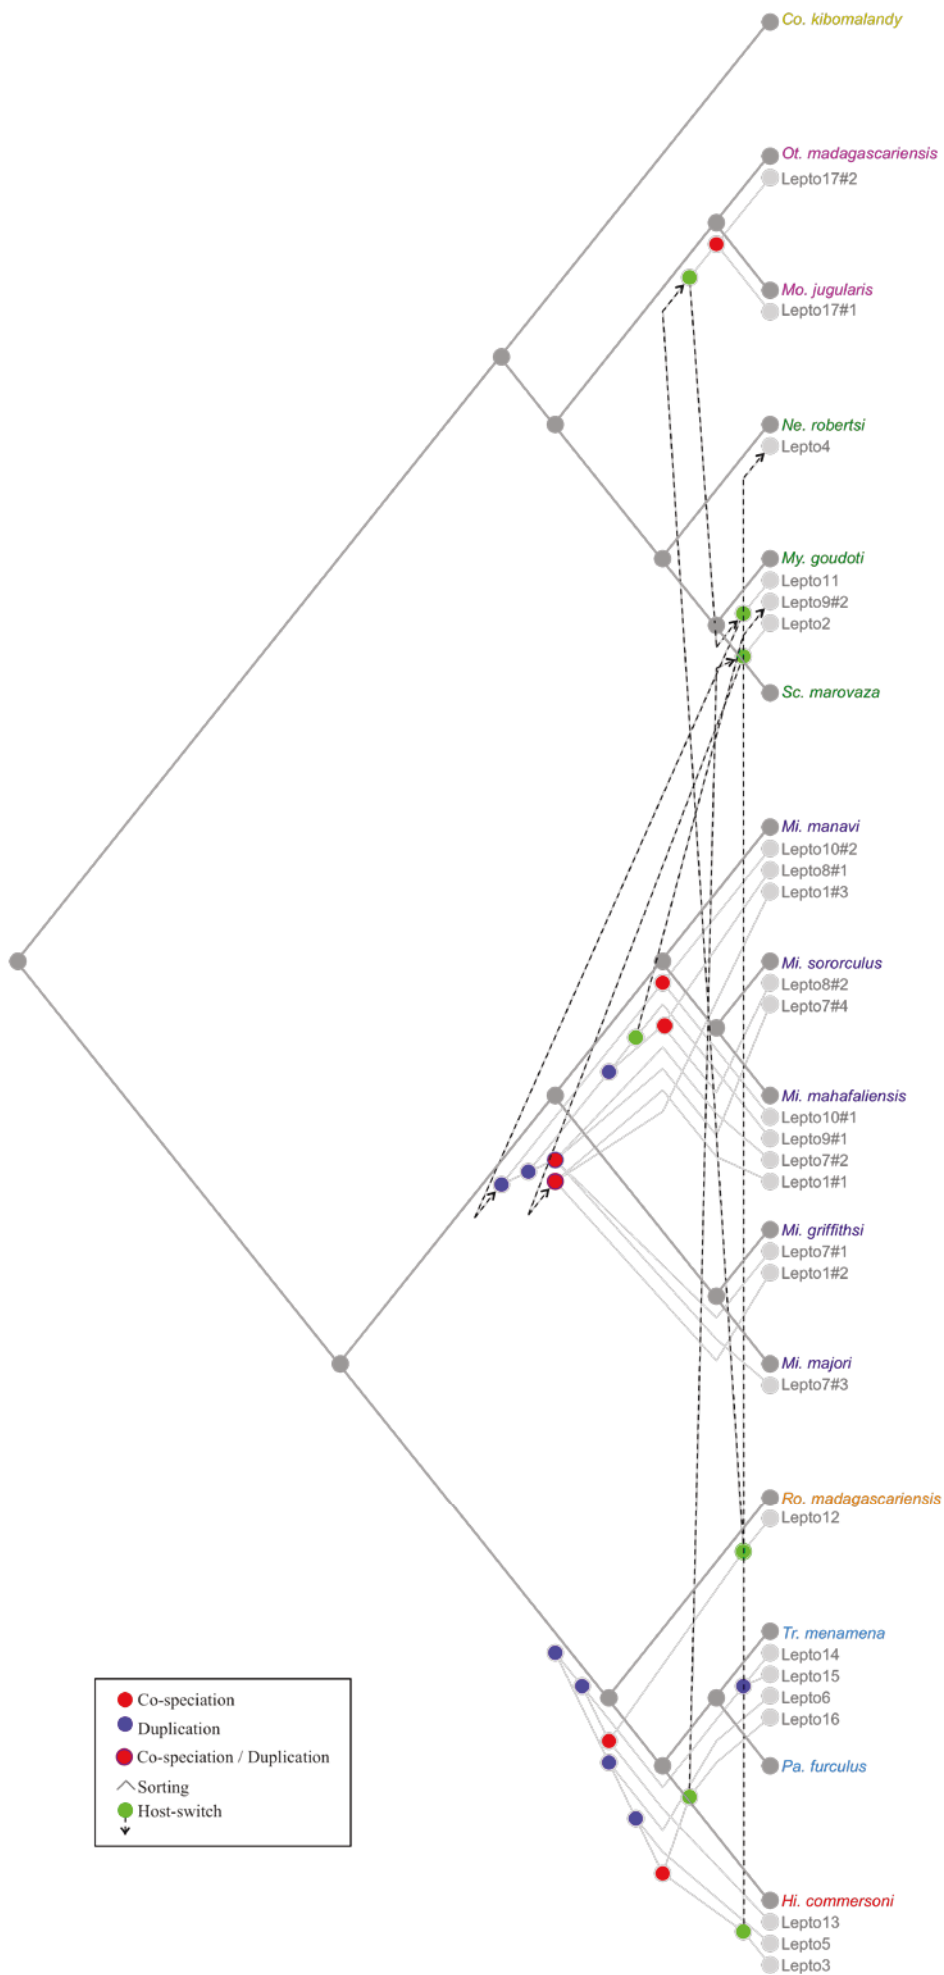 Co. kibomalandy
Ot. madagascariensis
Lepto17#2
Mo. jugularis
Lepto17#1
Ne. robertsi
Lepto4
My. goudoti
Lepto11
Lepto9#2
Lepto2
Sc. marovaza
Mi. manavi
Lepto10#2
Lepto8#1
Lepto1#3
Mi. sororculus
Lepto8#2
Lepto7#4
Mi. mahafaliensis
Lepto10#1
Lepto9#1
Lepto7#2
Lepto1#1
Mi. griffithsi
Lepto7#1
Lepto1#2
Mi. majori
Lepto7#3
Ro. madagascariensis
Lepto12
Tr. menamena
Lepto14
Lepto15
Lepto6
Lepto16
Pa. furculus
Hi. commersoni
Lepto13
Lepto5
Lepto3
Co-speciation
Duplication
Co-speciation / Duplication
Sorting
Host-switch